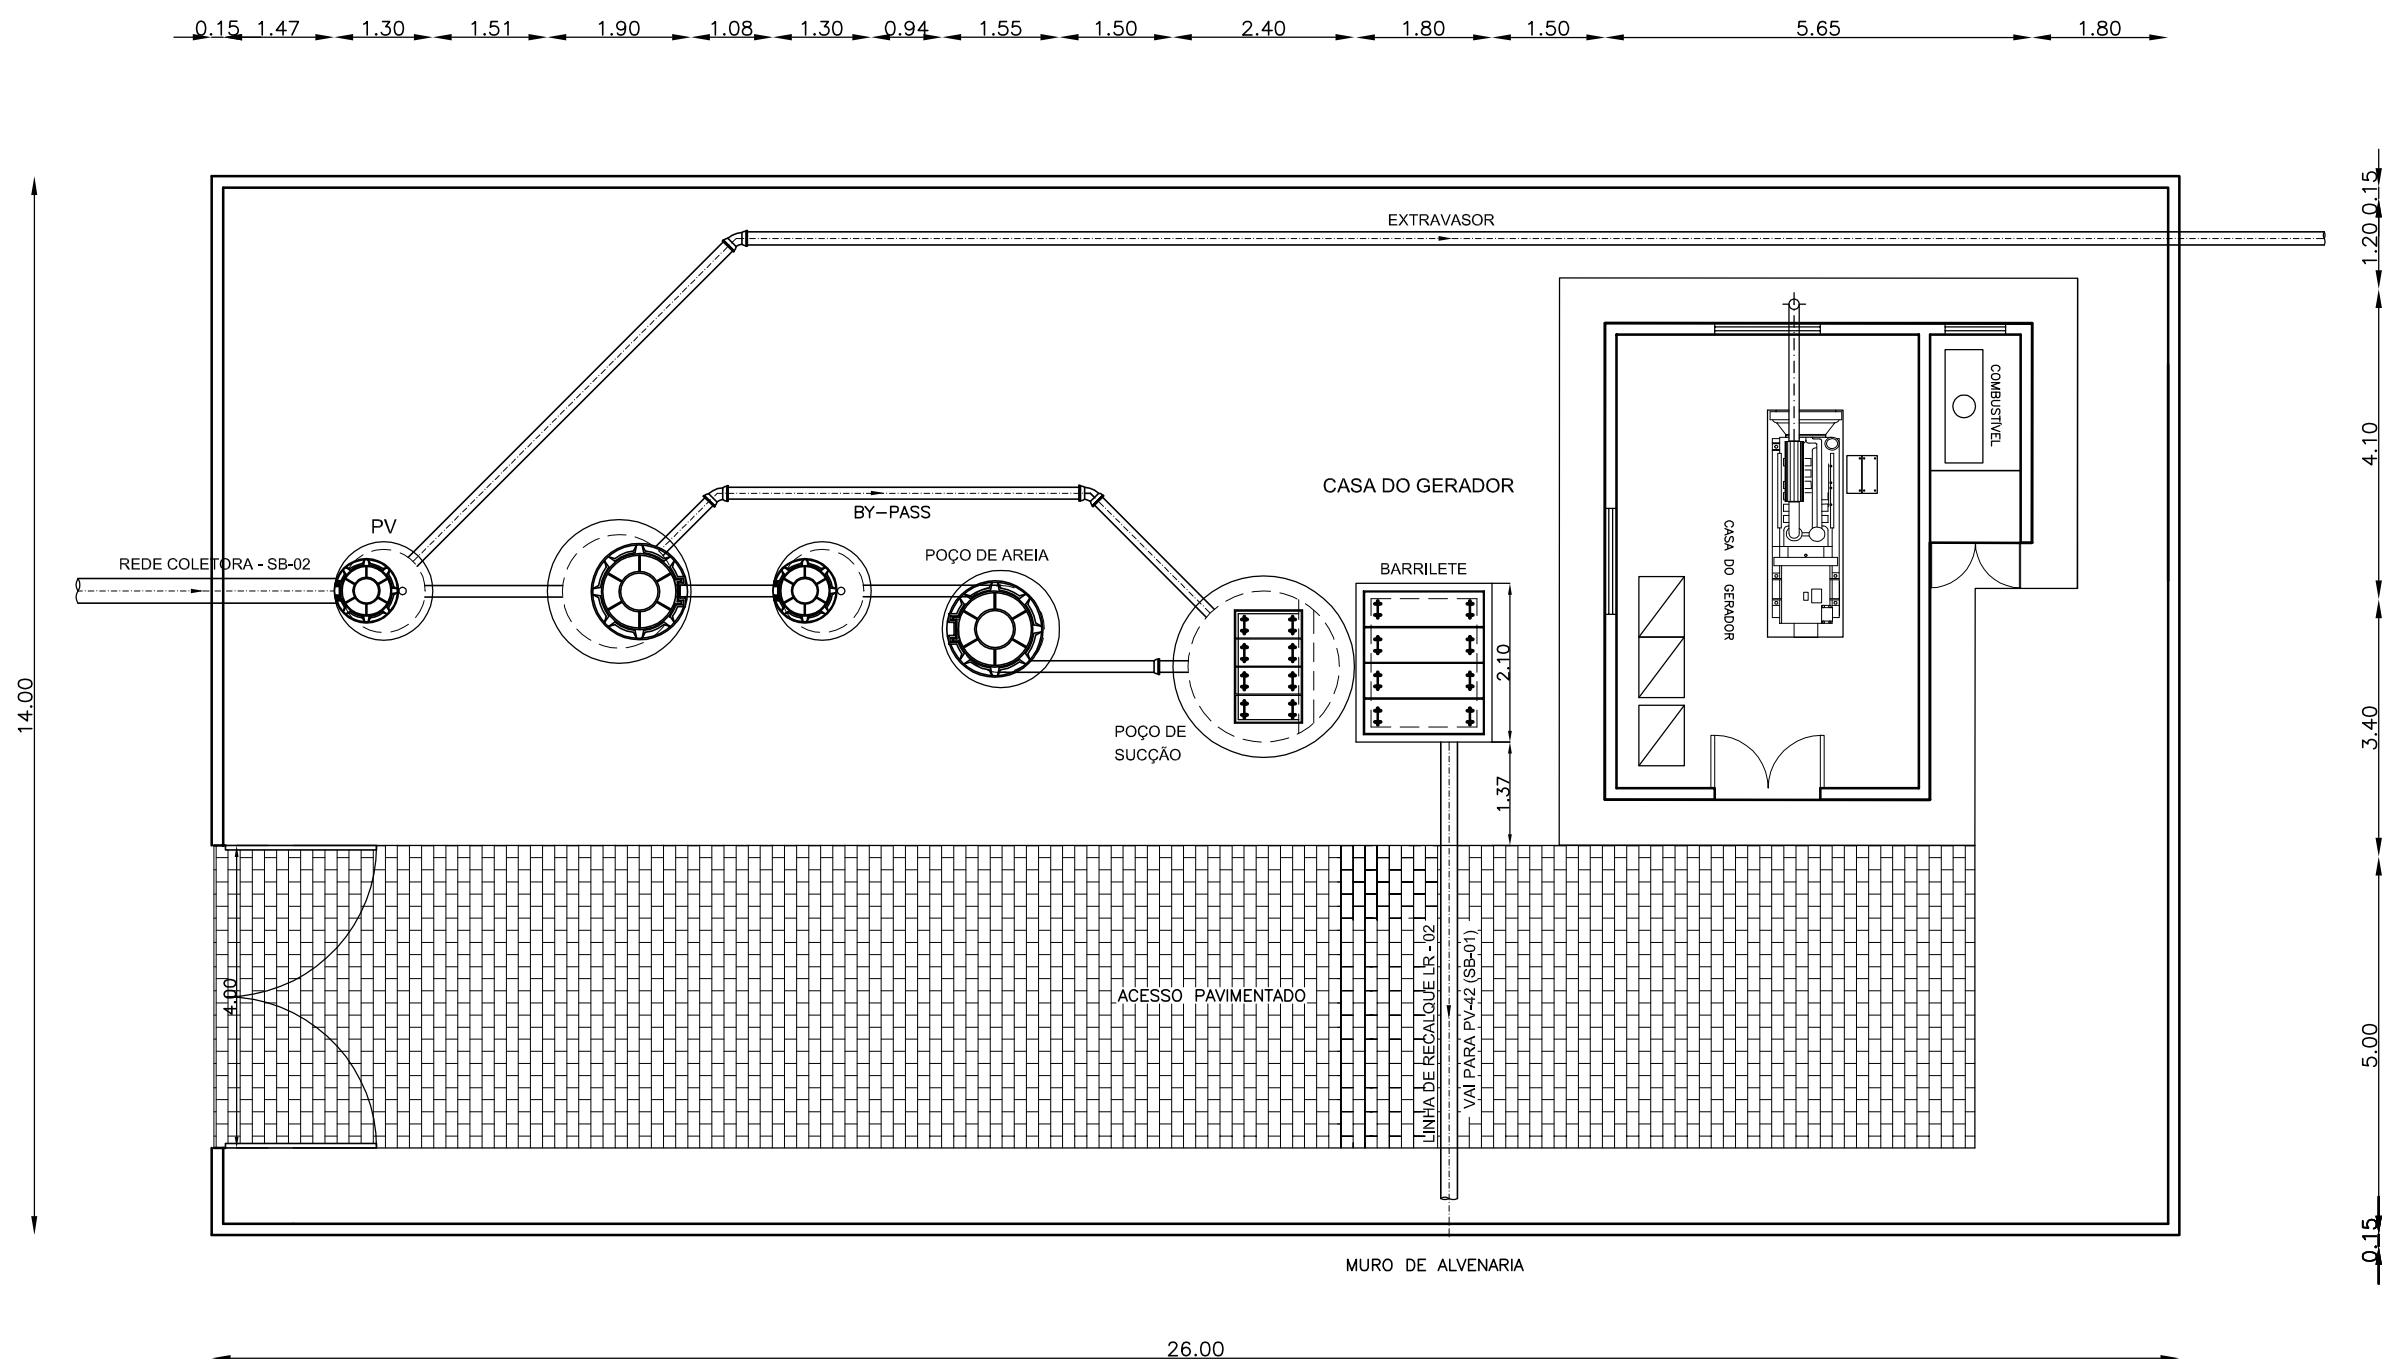 0.15 1.47 1.30 1.51 1.90 1.08 1.30 0.94 1.55 1.50 2.40 1.80 1.50 5.65 1.80
0.15
1.20
EXTRAVASOR
COMBUSTÍVEL
4.10
CASA DO GERADOR
BY-PASS
PV
POÇO DE AREIA
REDE COLETORA - SB-02
BARRILETE
CASA DO GERADOR
2.10
14.00
3.40
POÇO DE
SUCÇÃO
1.37
4.00
ACESSO PAVIMENTADO
LINHA DE RECALQUE LR - 02
VAI PARA PV-42 (SB-01)
5.00
0.15
MURO DE ALVENARIA
26.00